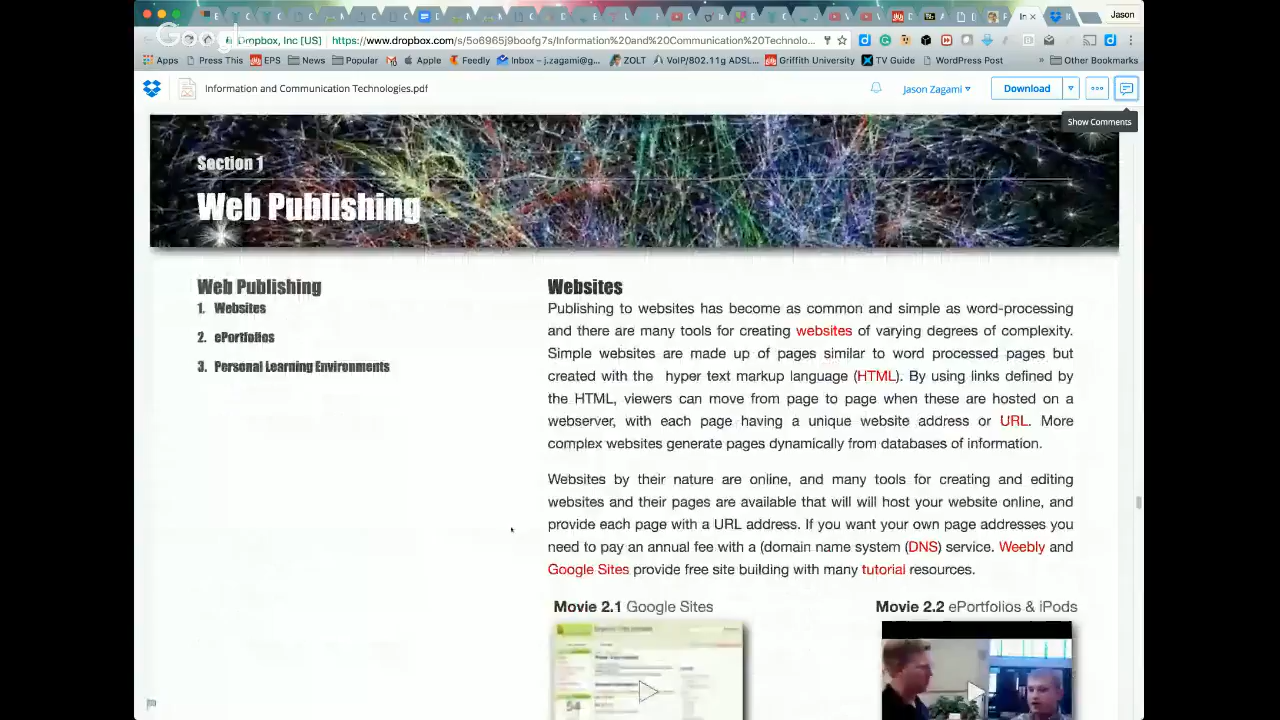 Jason
Dropbox, Inc [US]
https://www.dropbox.com/s/5o6965j9boofg7s/Information%20and%20Communication%20Technolo...
Apps Press This EPS News Popular Apple Feedly Inbox – j.zagami@g... ZOLT VoIP/802.11g ADSL... Griffith University TV Guide WordPress Post >> Other Bookmarks
Information and Communication Technologies.pdf
Jason Zagami
Download
Show Comments
Section 1
Web Publishing
Web Publishing
1. Websites
2. ePortfolios
3. Personal Learning Environments
Websites
Publishing to websites has become as common and simple as word-processing
and there are many tools for creating websites of varying degrees of complexity.
Simple websites are made up of pages similar to word processed pages but
created with the hyper text markup language (HTML). By using links defined by
the HTML, viewers can move from page to page when these are hosted on a
webserver, with each page having a unique website address or URL. More
complex websites generate pages dynamically from databases of information.
Websites by their nature are online, and many tools for creating and editing
websites and their pages are available that will will host your website online, and
provide each page with a URL address. If you want your own page addresses you
need to pay an annual fee with a (domain name system (DNS) service. Weebly and
Google Sites provide free site building with many tutorial resources.
Movie 2.1 Google Sites
Movie 2.2 ePortfolios & iPods
54